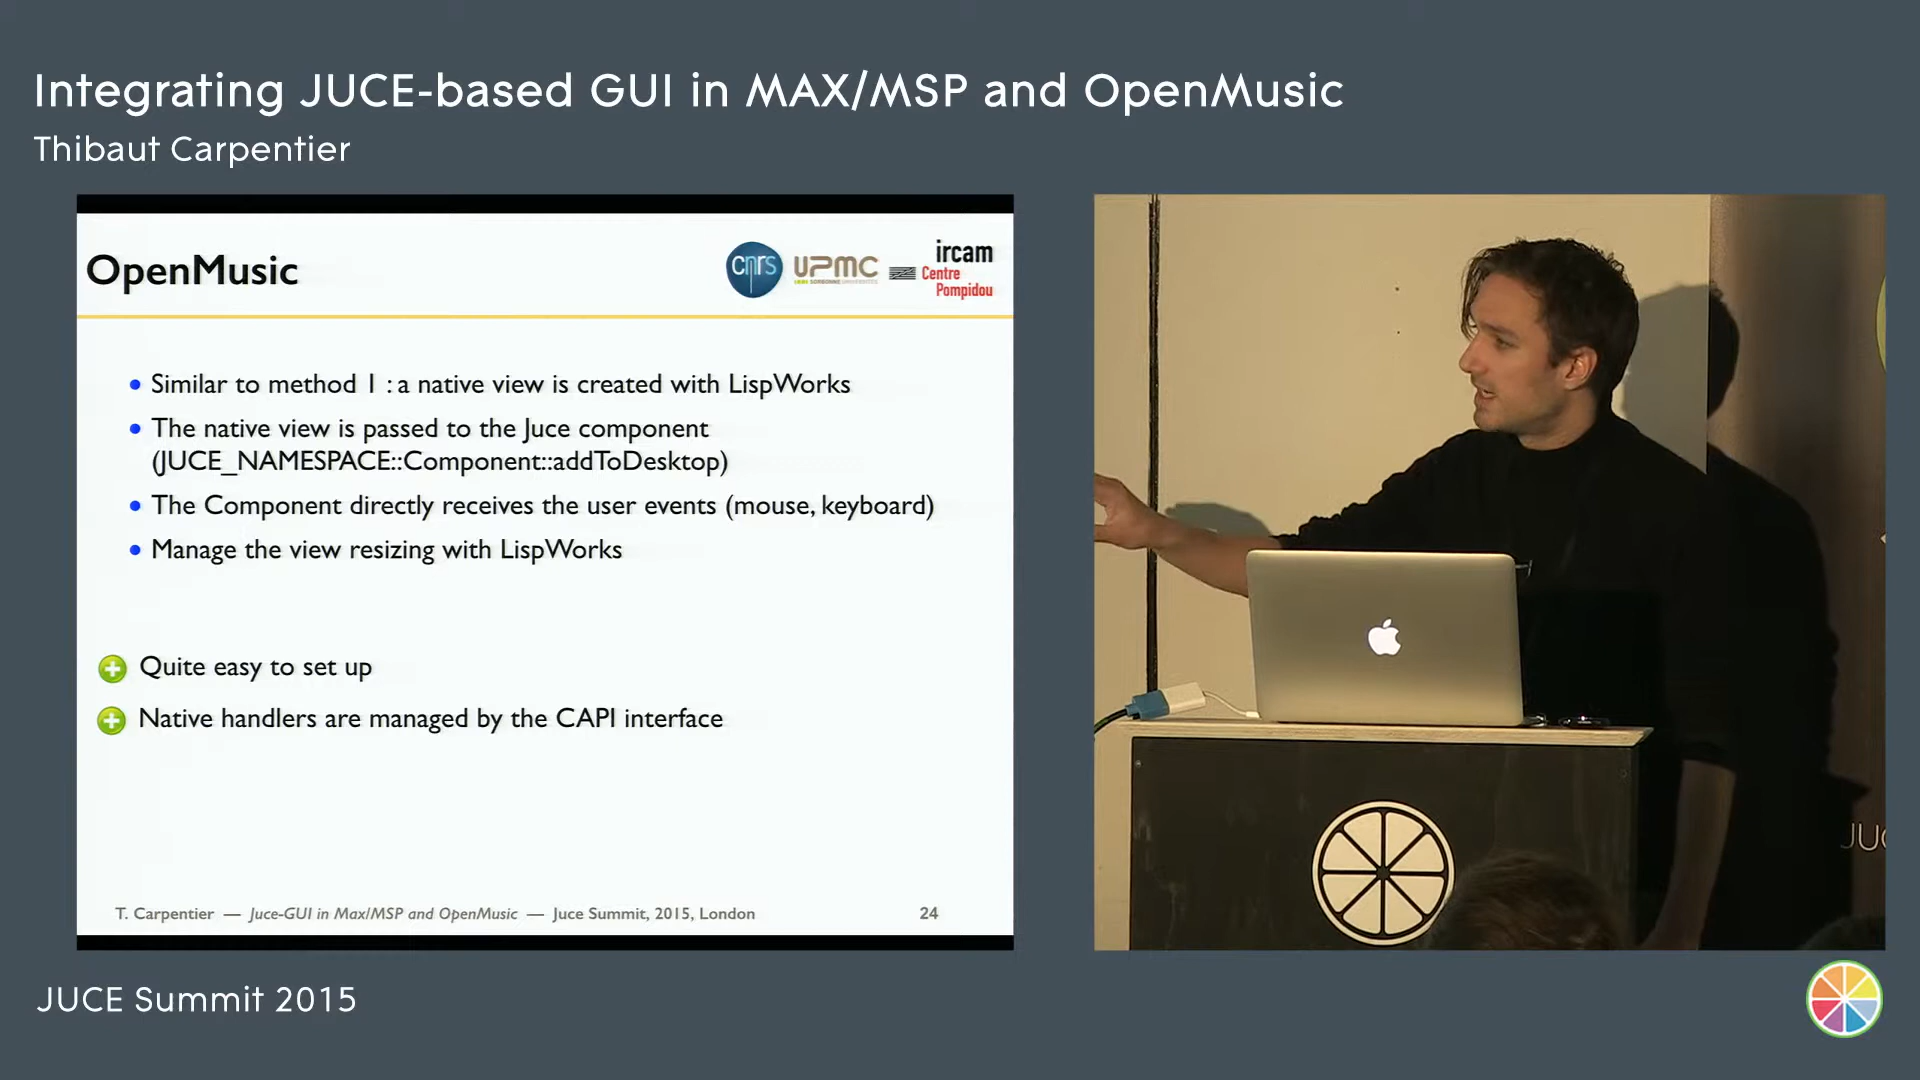 Integrating JUCE-based GUI in MAX/MSP and OpenMusic
Thibaut Carpentier
OpenMusic
cnrs
UPMC
ircam
Centre
Pompidou
• Similar to method 1 : a native view is created with LispWorks
• The native view is passed to the Juce component
(JUCE_NAMESPACE::Component::addToDesktop)
• The Component directly receives the user events (mouse, keyboard)
• Manage the view resizing with LispWorks
Quite easy to set up
Native handlers are managed by the CAPI interface
T. Carpentier — Juce-GUI in Max/MSP and OpenMusic — Juce Summit, 2015, London 24
JUCE Summit 2015